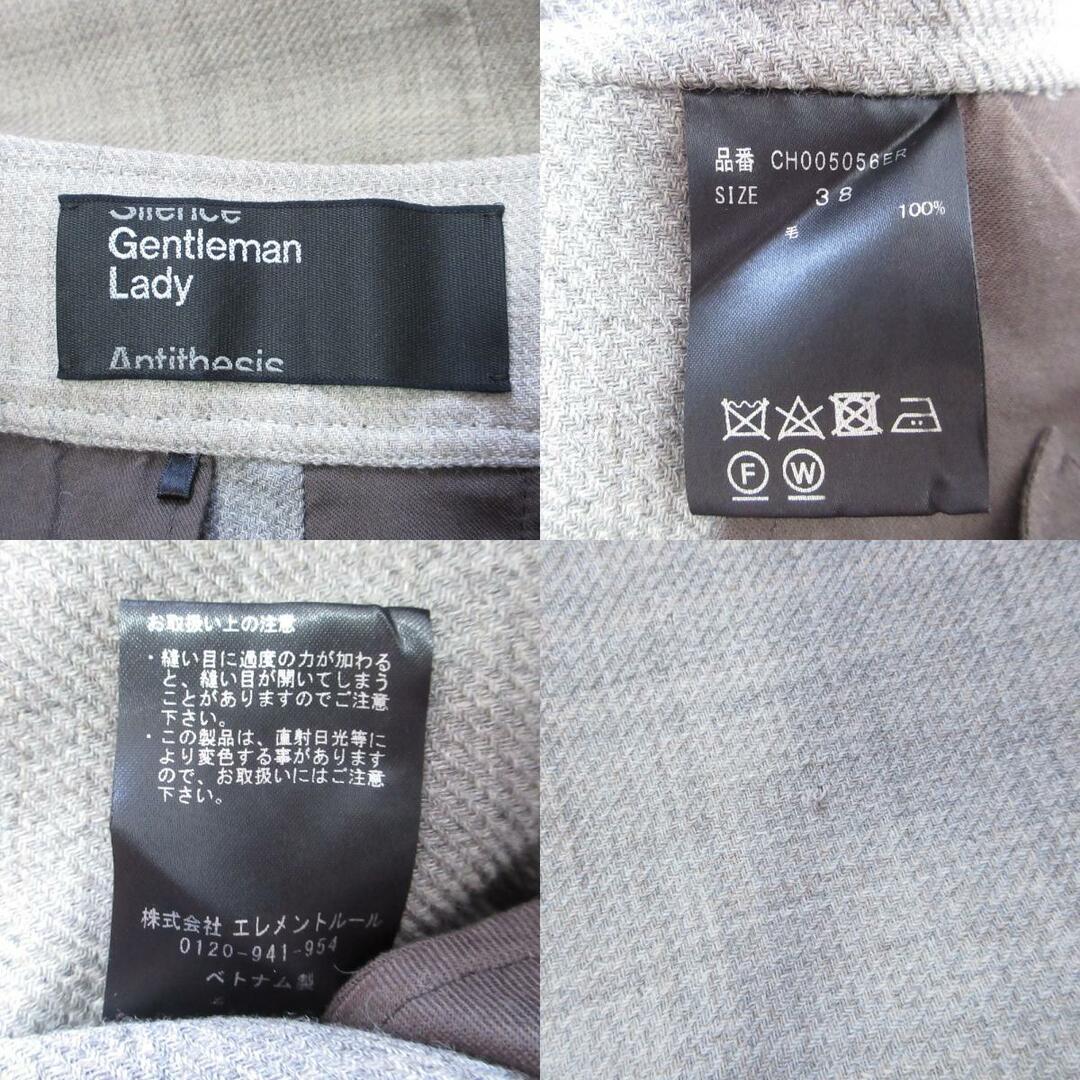 Silence
Gentleman
Lady
Antithesis
品番 CH005056ER
SIZE 38
毛 100%
F W
お取扱い上の注意
・縫い目に過度の力が加わる
と、縫い目が開いてしまう
ことがありますのでご注意
下さい。
・この製品は、直射日光等に
より変色する事があります
ので、お取扱いにはご注意
下さい。
株式会社 エレメントルール
0120-941-954
ベトナム製